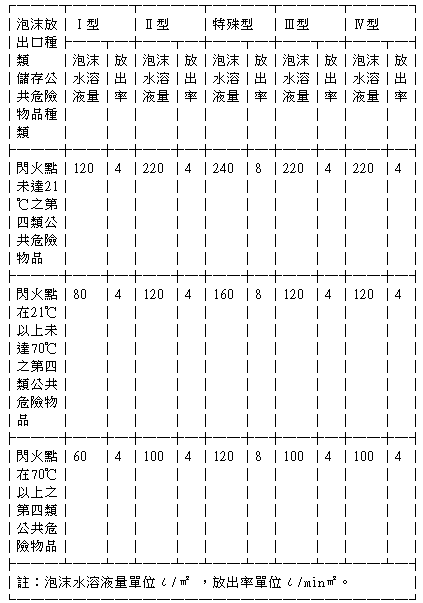 泡沫放 Ⅰ型 Ⅱ型 特殊型 Ⅲ型 Ⅳ型
出口種
類 泡沫 放 泡沫 放 泡沫 放 泡沫 放 泡沫 放
儲存公 水溶 出 水溶 出 水溶 出 水溶 出 水溶 出
共危險 液量 率 液量 率 液量 率 液量 率 液量 率
物品種
類
閃火點 120 4 220 4 240 8 220 4 220 4
未達21
℃之第
四類公
共危險
物品
閃火點 80 4 120 4 160 8 120 4 120 4
在21℃
以上未
達70℃
之第四
類公共
危險物
品
閃火點 60 4 100 4 120 8 100 4 100 4
在70℃
以上之
第四類
公共危
險物品
註：泡沫水溶液量單位ℓ/㎡ ，放出率單位ℓ/min㎡。